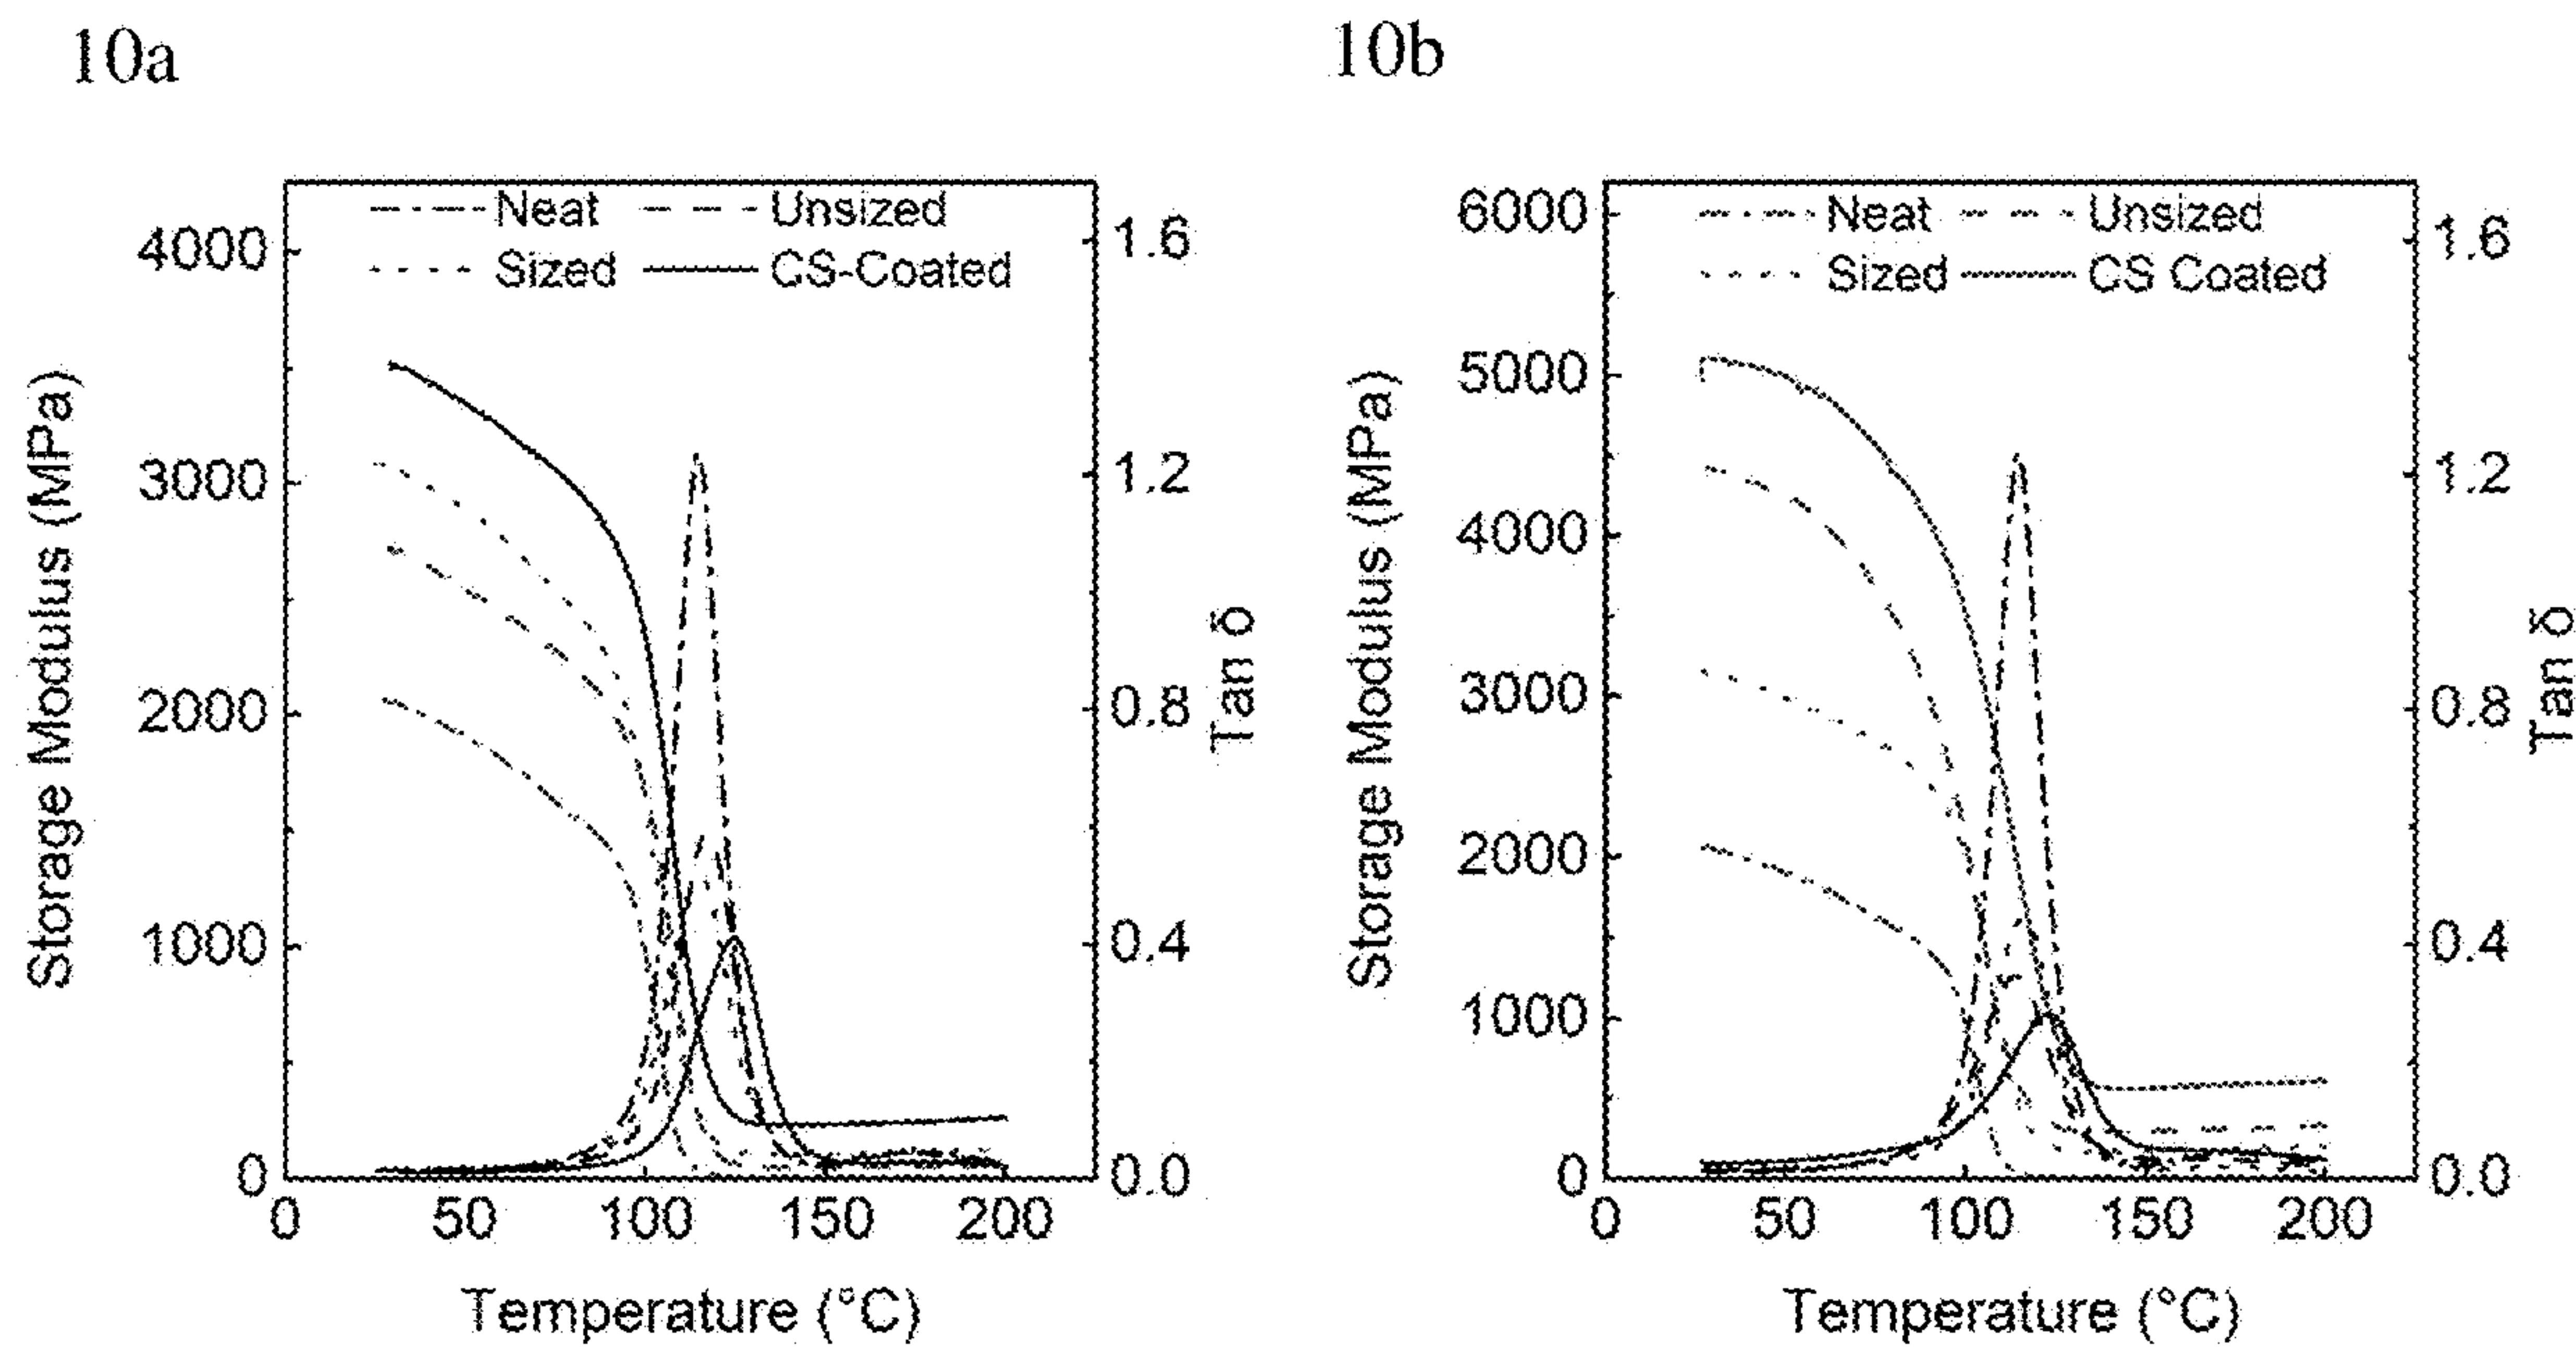 10a
10b
Neat Unsized
Sized CS-Coated
4000
3000
2000
1000
0
1.6
1.2
0.8
0.4
0.0
0 50 100 150 200
Storage Modulus (MPa)
Tan δ
Temperature (°C)
Neat Unsized
Sized CS Coated
6000
5000
4000
3000
2000
1000
0
1.6
1.2
0.8
0.4
0.0
0 50 100 150 200
Storage Modulus (MPa)
Tan δ
Temperature (°C)